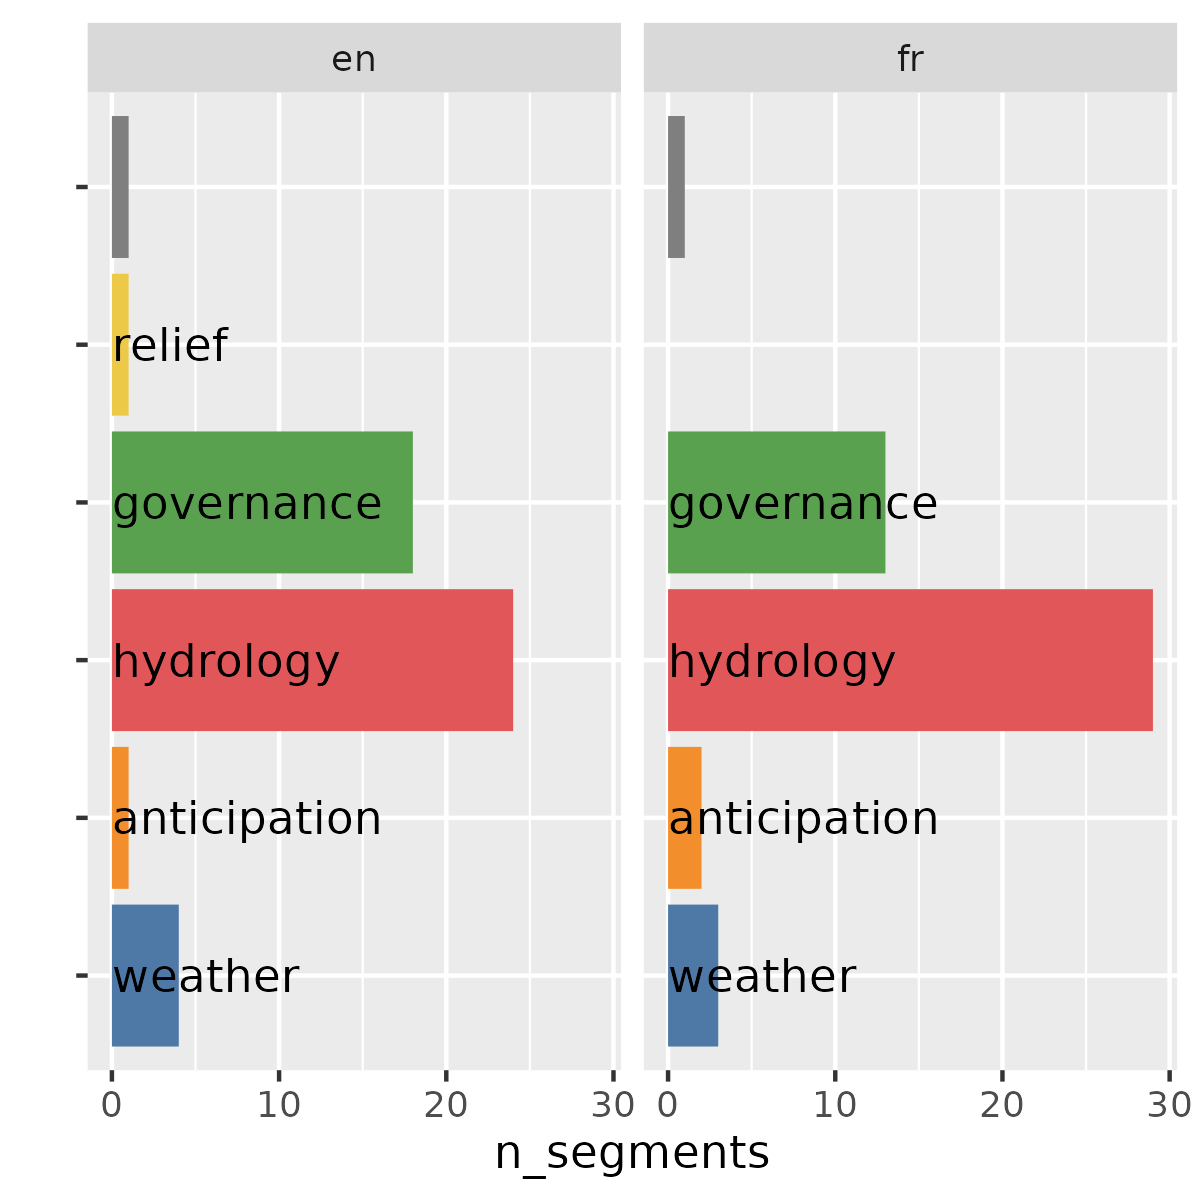 en
fr
relief
governance
governance
hydrology
hydrology
anticipation
anticipation
weather
weather
0 10 20 30 0 10 20 30
n_segments